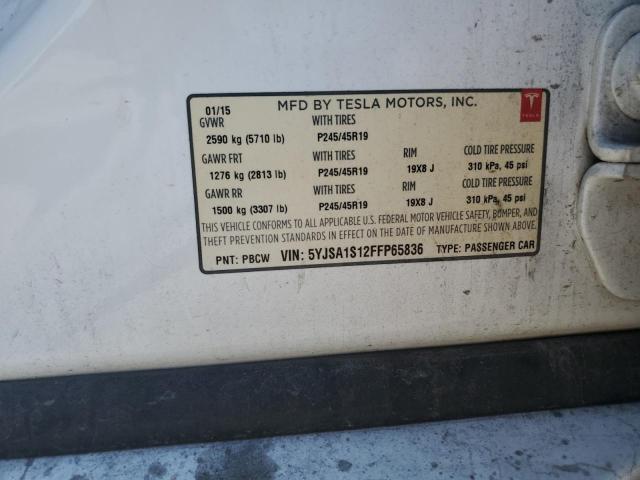 01/15 MFD BY TESLA MOTORS, INC.
TESLA
GVWR WITH TIRES
2590 kg (5710 lb) P245/45R19
GAWR FRT WITH TIRES RIM COLD TIRE PRESSURE
1276 kg (2813 lb) P245/45R19 19X8 J 310 kPa, 45 psi
GAWR RR WITH TIRES RIM COLD TIRE PRESSURE
1500 kg (3307 lb) P245/45R19 19X8 J 310 kPa, 45 psi
THIS VEHICLE CONFORMS TO ALL APPLICABLE U.S. FEDERAL MOTOR VEHICLE SAFETY, BUMPER, AND
THEFT PREVENTION STANDARDS IN EFFECT ON THE DATE OF MANUFACTURE SHOWN ABOVE.
PNT: PBCW VIN: 5YJSA1S12FFP65836 TYPE: PASSENGER CAR